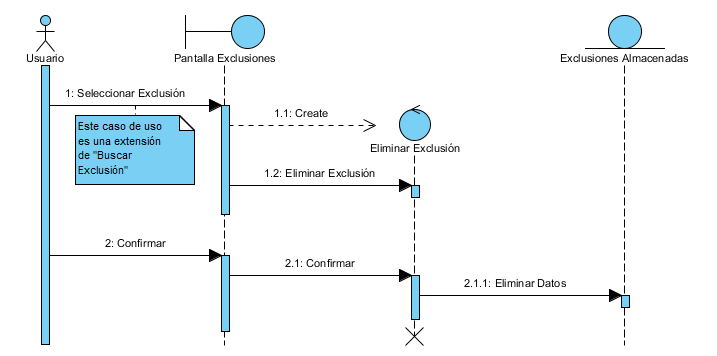 Usuario
Pantalla Exclusiones
Exclusiones Almacenadas
1: Seleccionar Exclusión
1.1: Create
Este caso de uso
es una extensión
de "Buscar
Exclusión"
Eliminar Exclusión
1.2: Eliminar Exclusión
2: Confirmar
2.1: Confirmar
2.1.1: Eliminar Datos